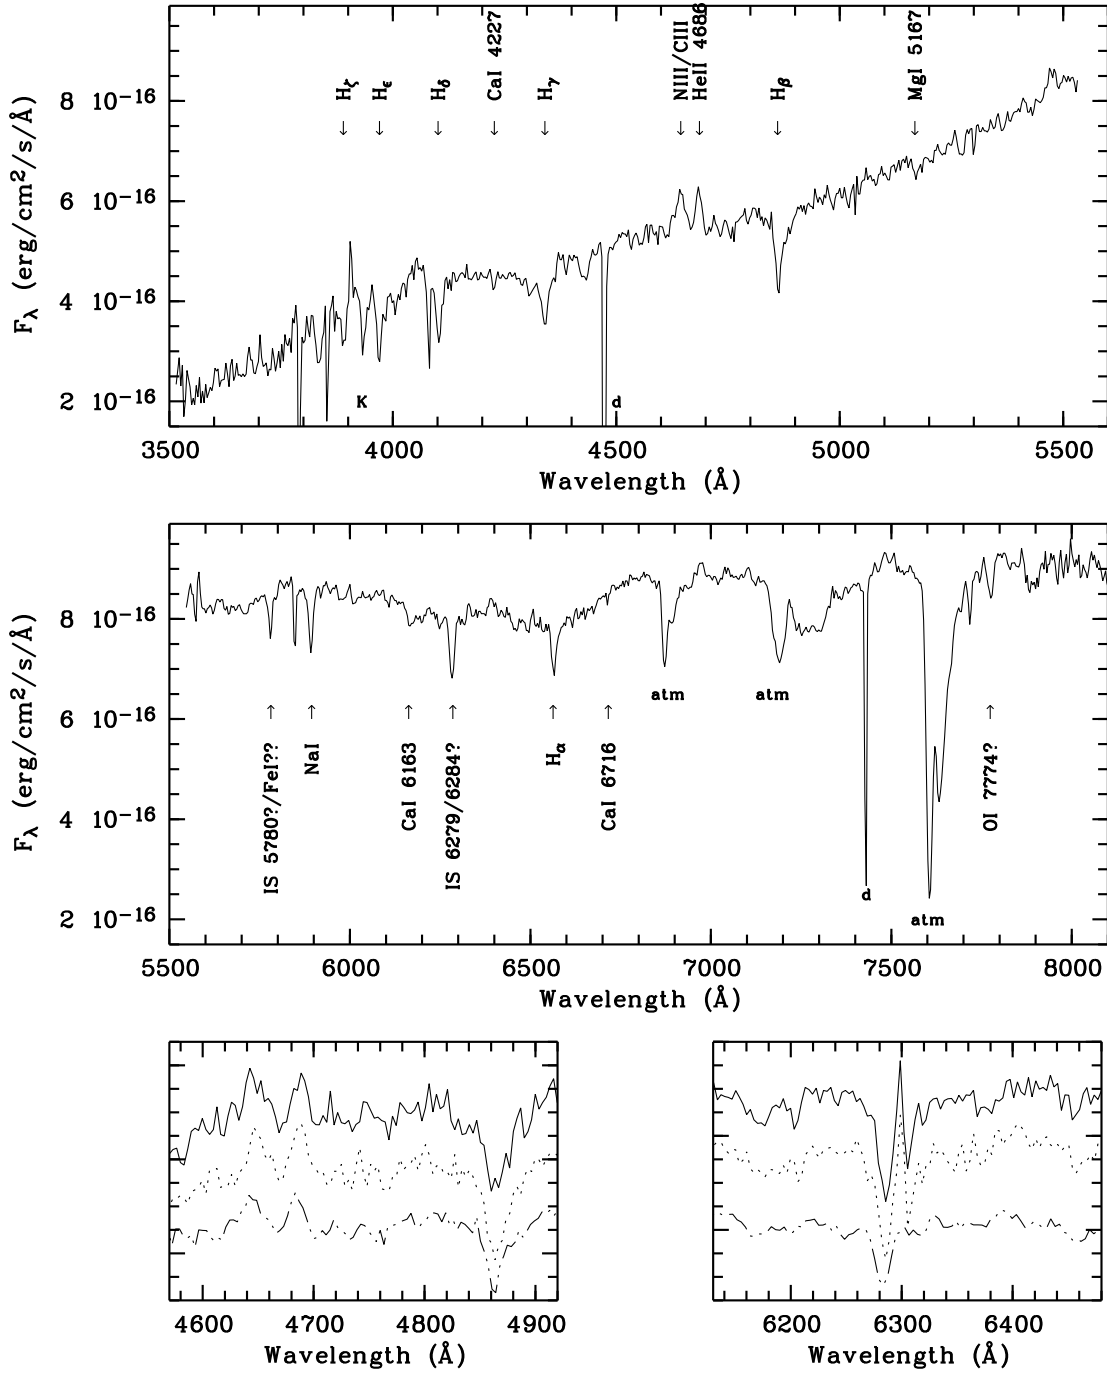 H_ζ H_ε H_δ CaI 4227 H_γ NIII/CIII HeII 4686 H_β MgI 5167
F_λ (erg/cm^2/s/Å)
8 10^-16
6 10^-16
4 10^-16
2 10^-16
K d
3500 4000 4500 5000 5500
Wavelength (Å)
F_λ (erg/cm^2/s/Å)
8 10^-16
6 10^-16
4 10^-16
2 10^-16
atm atm
IS 5780?/FeI?? NaI CaI 6163 IS 6279/6284? H_α CaI 6716 OI 7774?
d
atm
5500 6000 6500 7000 7500 8000
Wavelength (Å)
4600 4700 4800 4900
Wavelength (Å)
6200 6300 6400
Wavelength (Å)